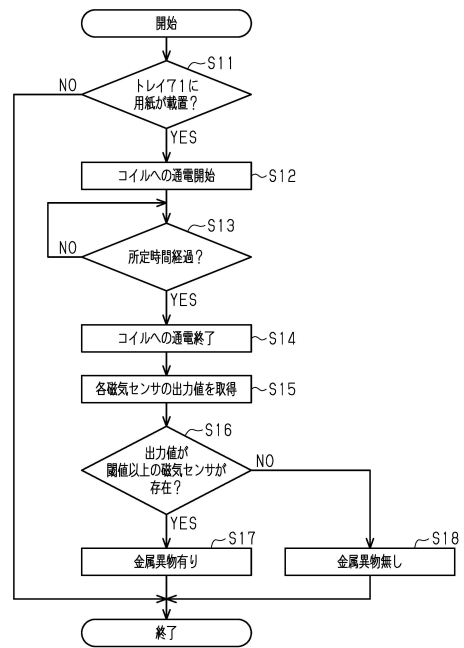 開始
S11
トレイ71に
用紙が載置？
NO
YES
コイルへの通電開始
S12
S13
所定時間経過？
NO
YES
コイルへの通電終了
S14
各磁気センサの出力値を取得
S15
S16
出力値が
閾値以上の磁気センサが
存在？
NO
YES
S17
金属異物有り
S18
金属異物無し
終了